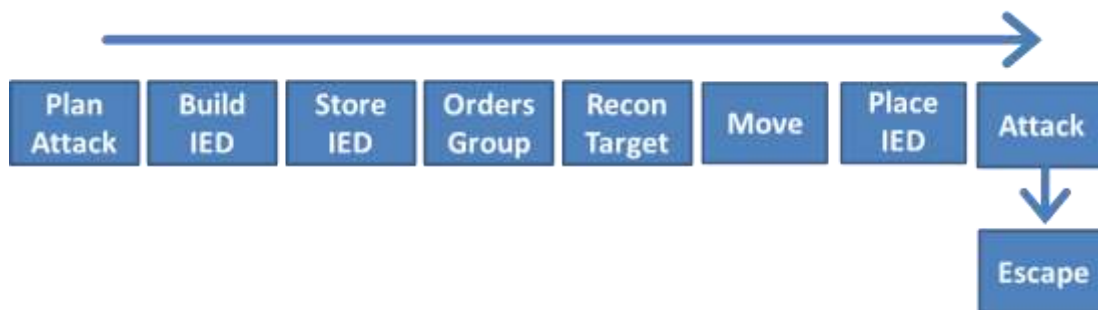 Plan
Attack
Build
IED
Store
IED
Orders
Group
Recon
Target
Move
Place
IED
Attack
Escape